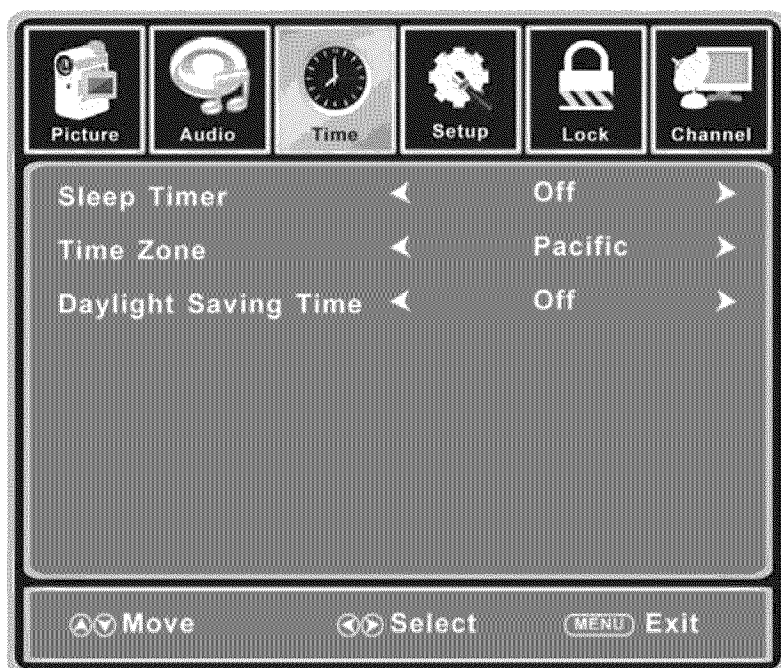 Picture Audio Time Setup Lock Channel
Sleep Timer Off
Time Zone Pacific
Daylight Saving Time Off
Move Select MENU Exit